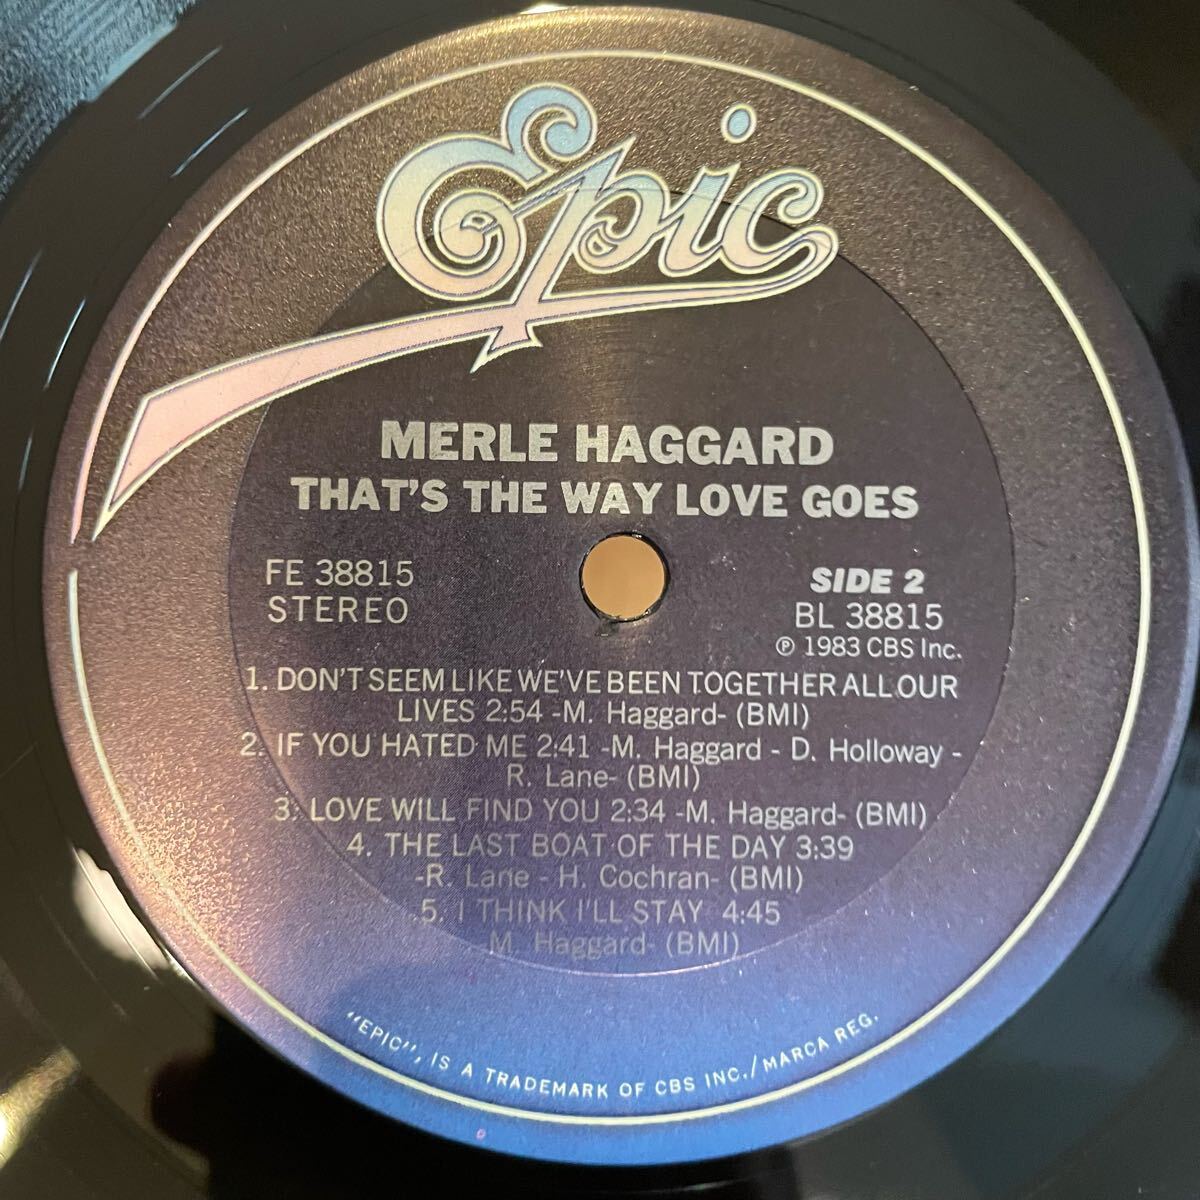 Epic
MERLE HAGGARD
THAT'S THE WAY LOVE GOES
FE 38815
STEREO
SIDE 2
BL 38815
℗ 1983 CBS Inc.
1. DON'T SEEM LIKE WE'VE BEEN TOGETHER ALL OUR
LIVES 2:54 -M. Haggard- (BMI)
2. IF YOU HATED ME 2:41 -M. Haggard - D. Holloway -
R. Lane- (BMI)
3. LOVE WILL FIND YOU 2:34 -M. Haggard- (BMI)
4. THE LAST BOAT OF THE DAY 3:39
-R. Lane - H. Cochran- (BMI)
5. I THINK I'LL STAY 4:45
M. Haggard- (BMI)
"EPIC", IS A TRADEMARK OF CBS INC./MARCA REG.